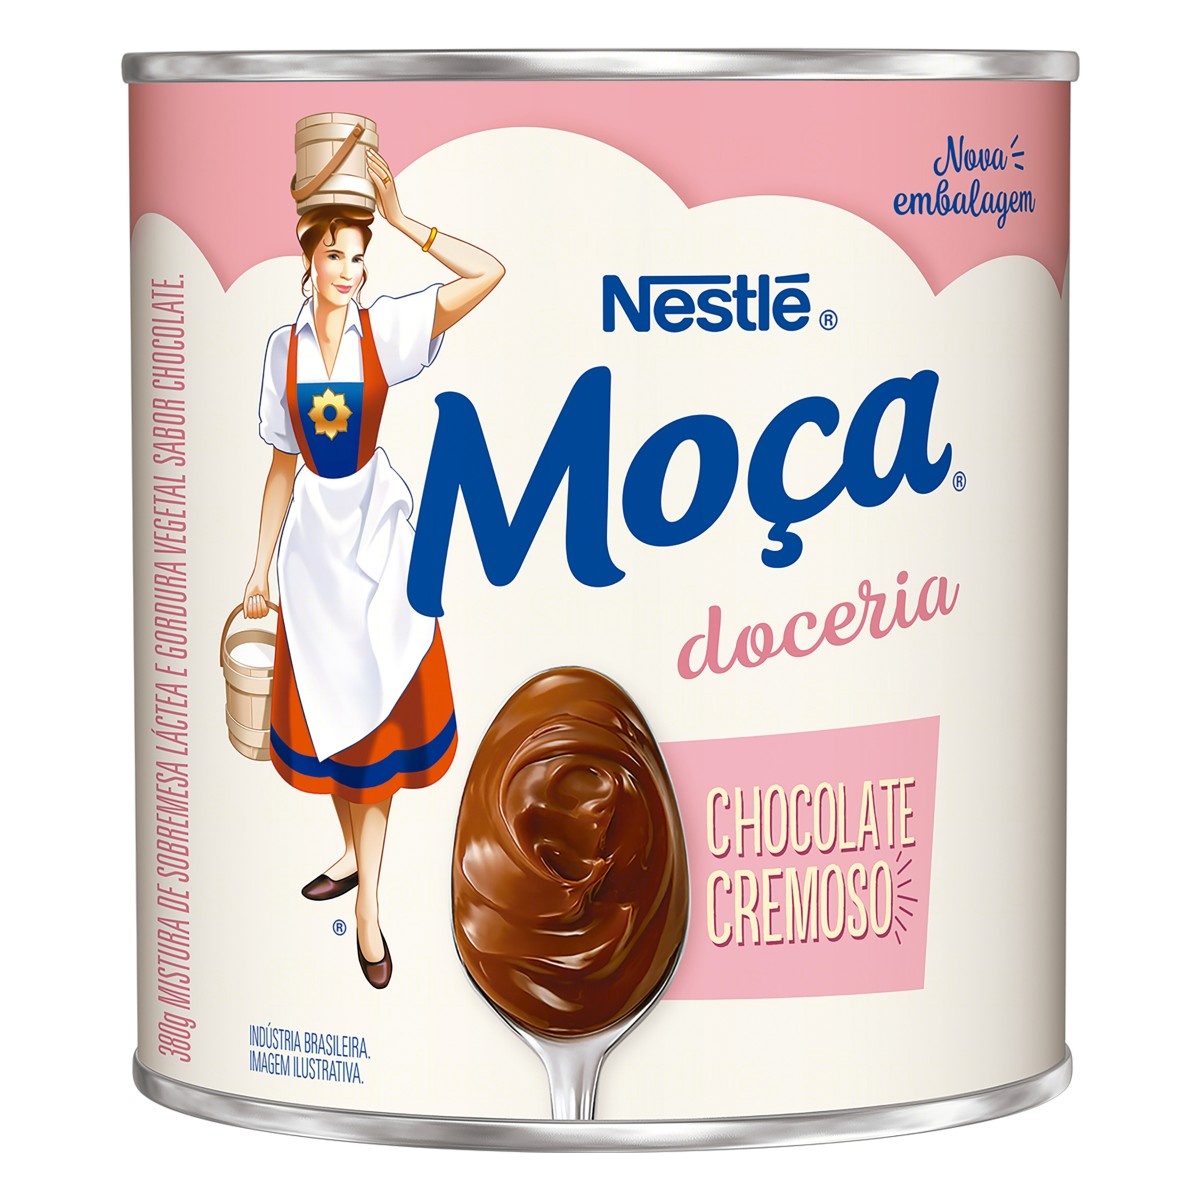 Nova
embalagem
Nestlé ®
Moça ®
doceria
CHOCOLATE
CREMOSO
380g MISTURA DE SOBREMESA LÁCTEA E GORDURA VEGETAL SABOR CHOCOLATE.
®
INDÚSTRIA BRASILEIRA.
IMAGEM ILUSTRATIVA.